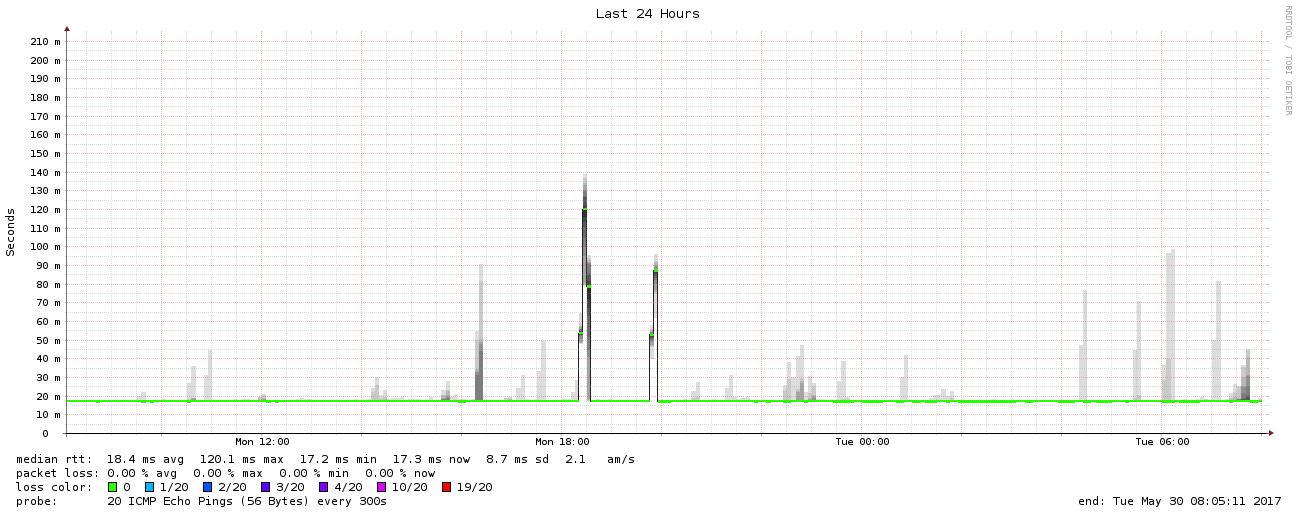 Last 24 Hours
RRDTOOL / TOBI OETIKER
Seconds
210 m
200 m
190 m
180 m
170 m
160 m
150 m
140 m
130 m
120 m
110 m
100 m
90 m
80 m
70 m
60 m
50 m
40 m
30 m
20 m
10 m
0
Mon 12:00 Mon 18:00 Tue 00:00 Tue 06:00
median rtt: 18.4 ms avg 120.1 ms max 17.2 ms min 17.3 ms now 8.7 ms sd 2.1 am/s
packet loss: 0.00 % avg 0.00 % max 0.00 % min 0.00 % now
loss color: 0 1/20 2/20 3/20 4/20 10/20 19/20
probe: 20 ICMP Echo Pings (56 Bytes) every 300s end: Tue May 30 08:05:11 2017